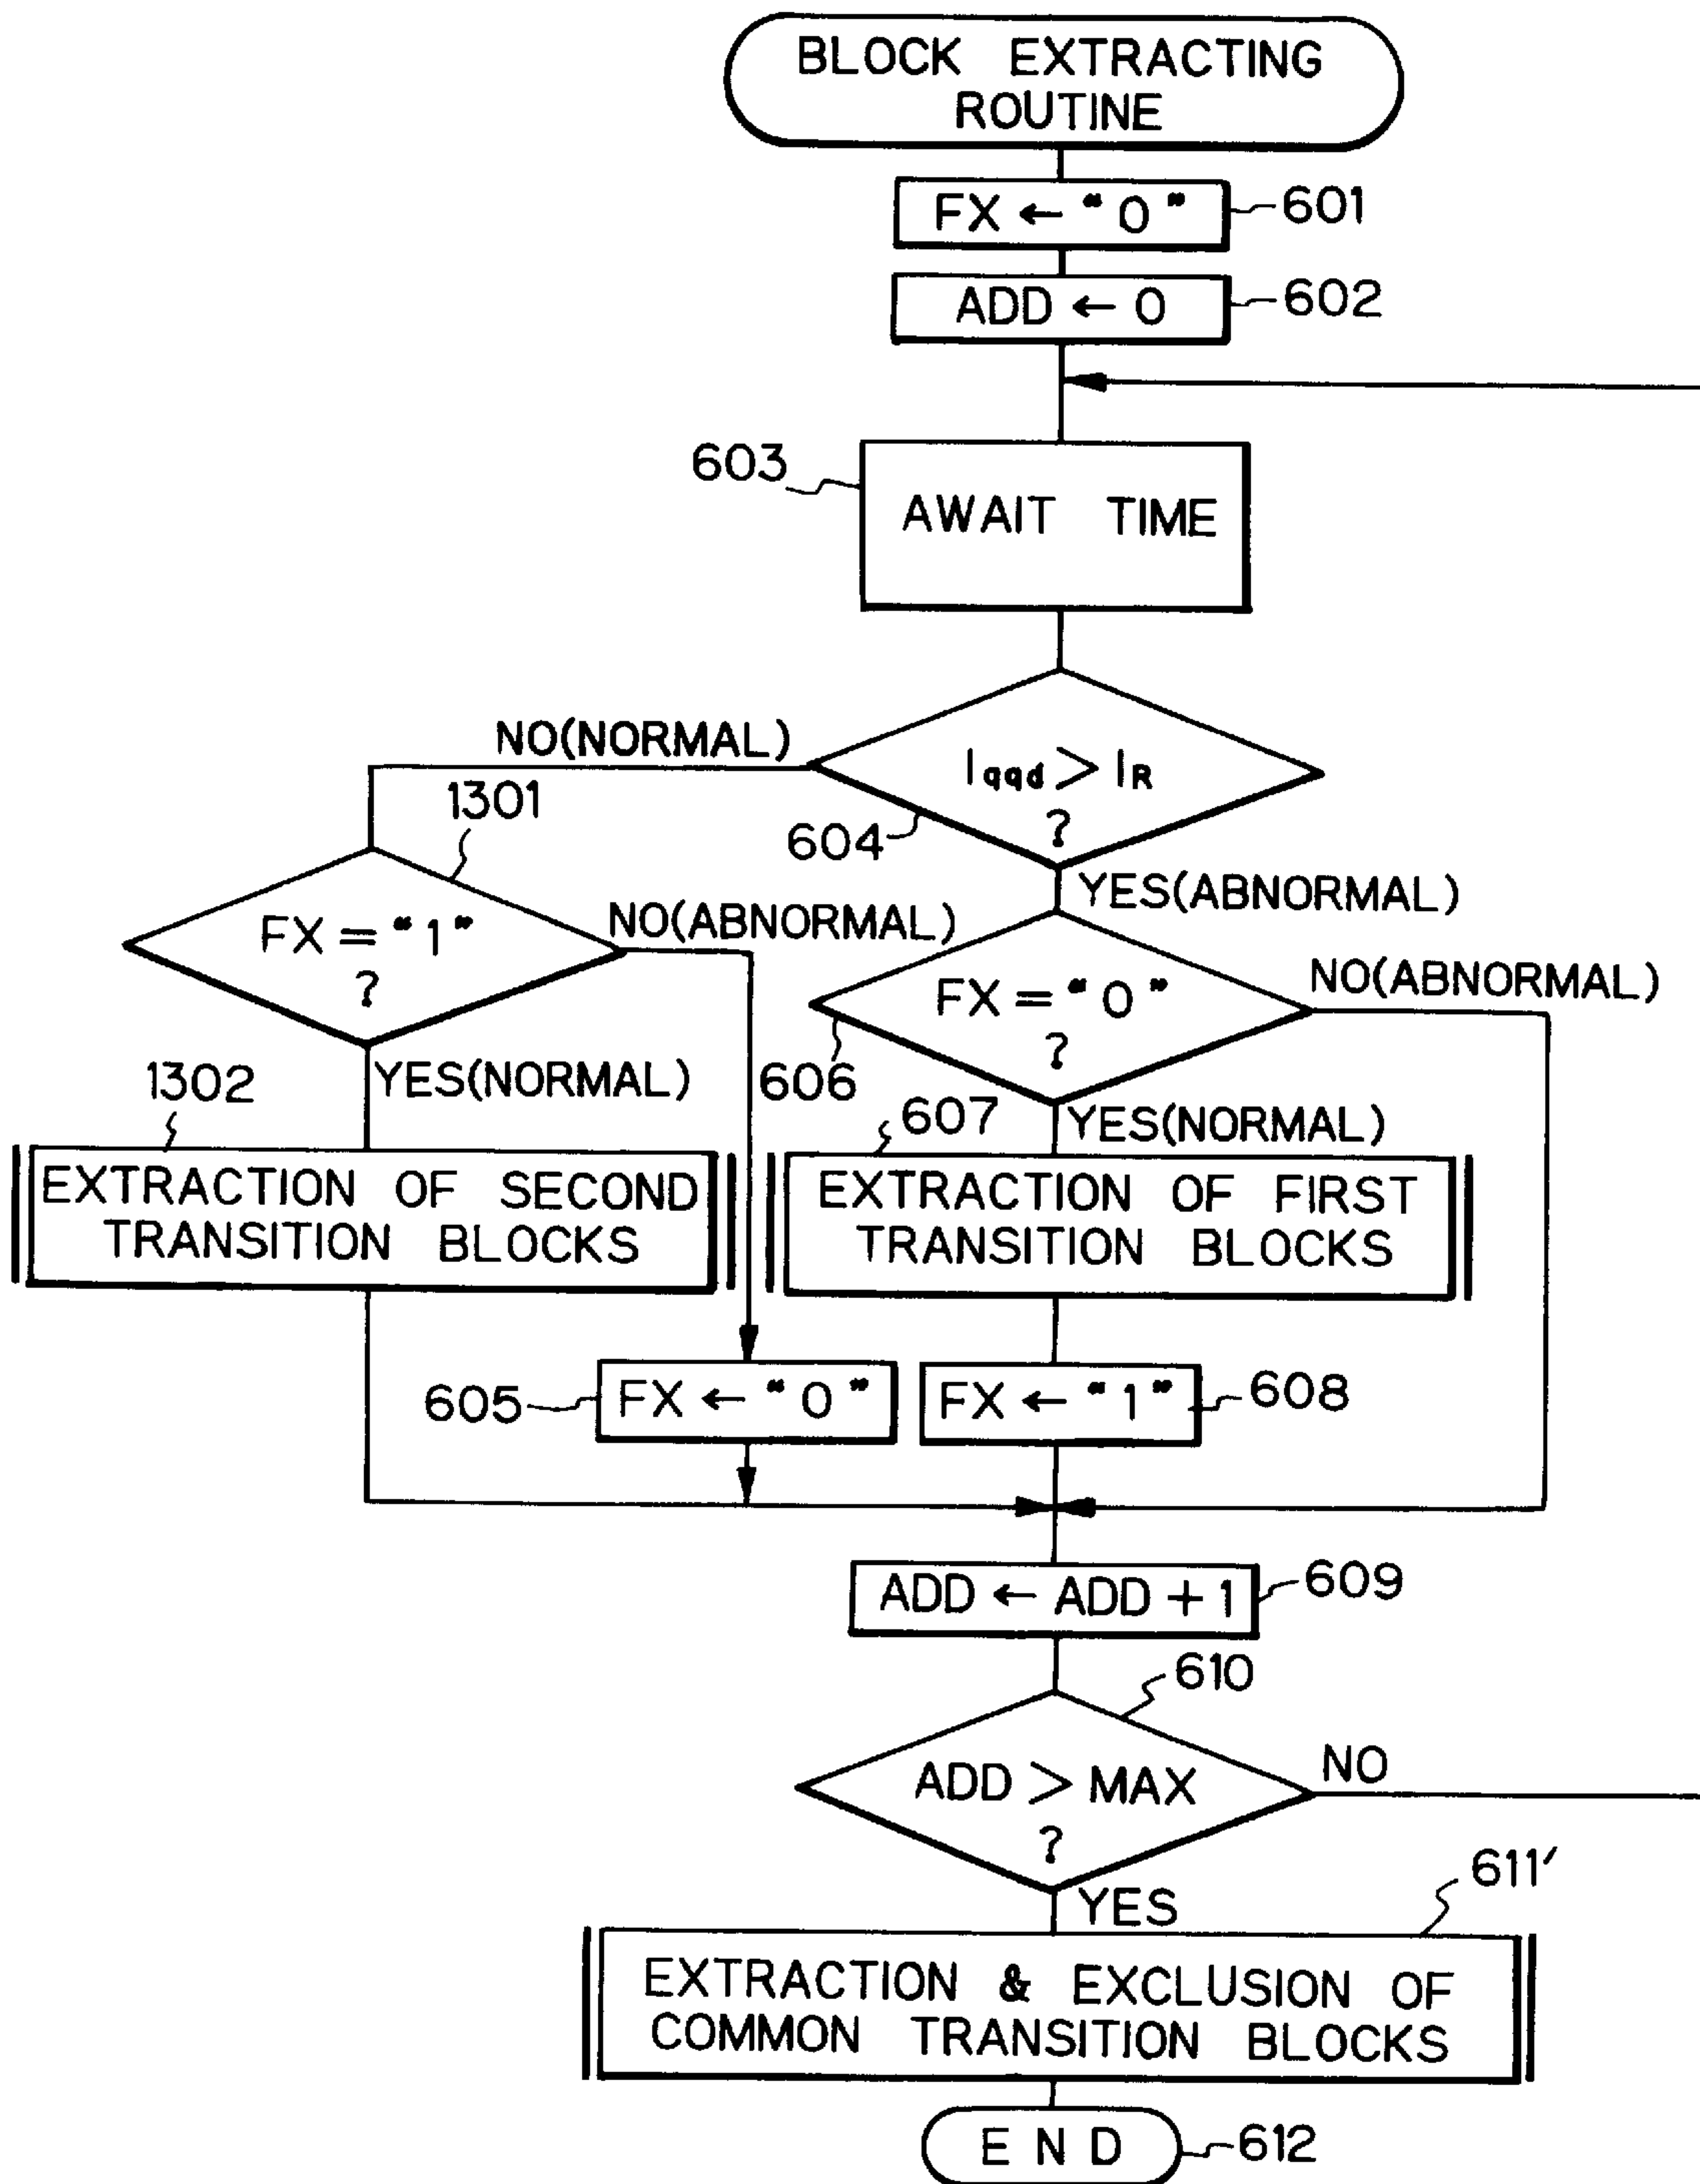 BLOCK EXTRACTING
ROUTINE
FX ← “0”
601
ADD ← 0
602
603
AWAIT TIME
NO(NORMAL)
Iqqd > IR
?
604
1301
YES(ABNORMAL)
FX = “1”
?
NO(ABNORMAL)
FX = “0”
?
NO(ABNORMAL)
606
1302
YES(NORMAL)
607
YES(NORMAL)
EXTRACTION OF SECOND
TRANSITION BLOCKS
EXTRACTION OF FIRST
TRANSITION BLOCKS
605
FX ← “0”
FX ← “1”
608
ADD ← ADD + 1
609
610
ADD > MAX
?
NO
YES
611′
EXTRACTION & EXCLUSION OF
COMMON TRANSITION BLOCKS
END
612